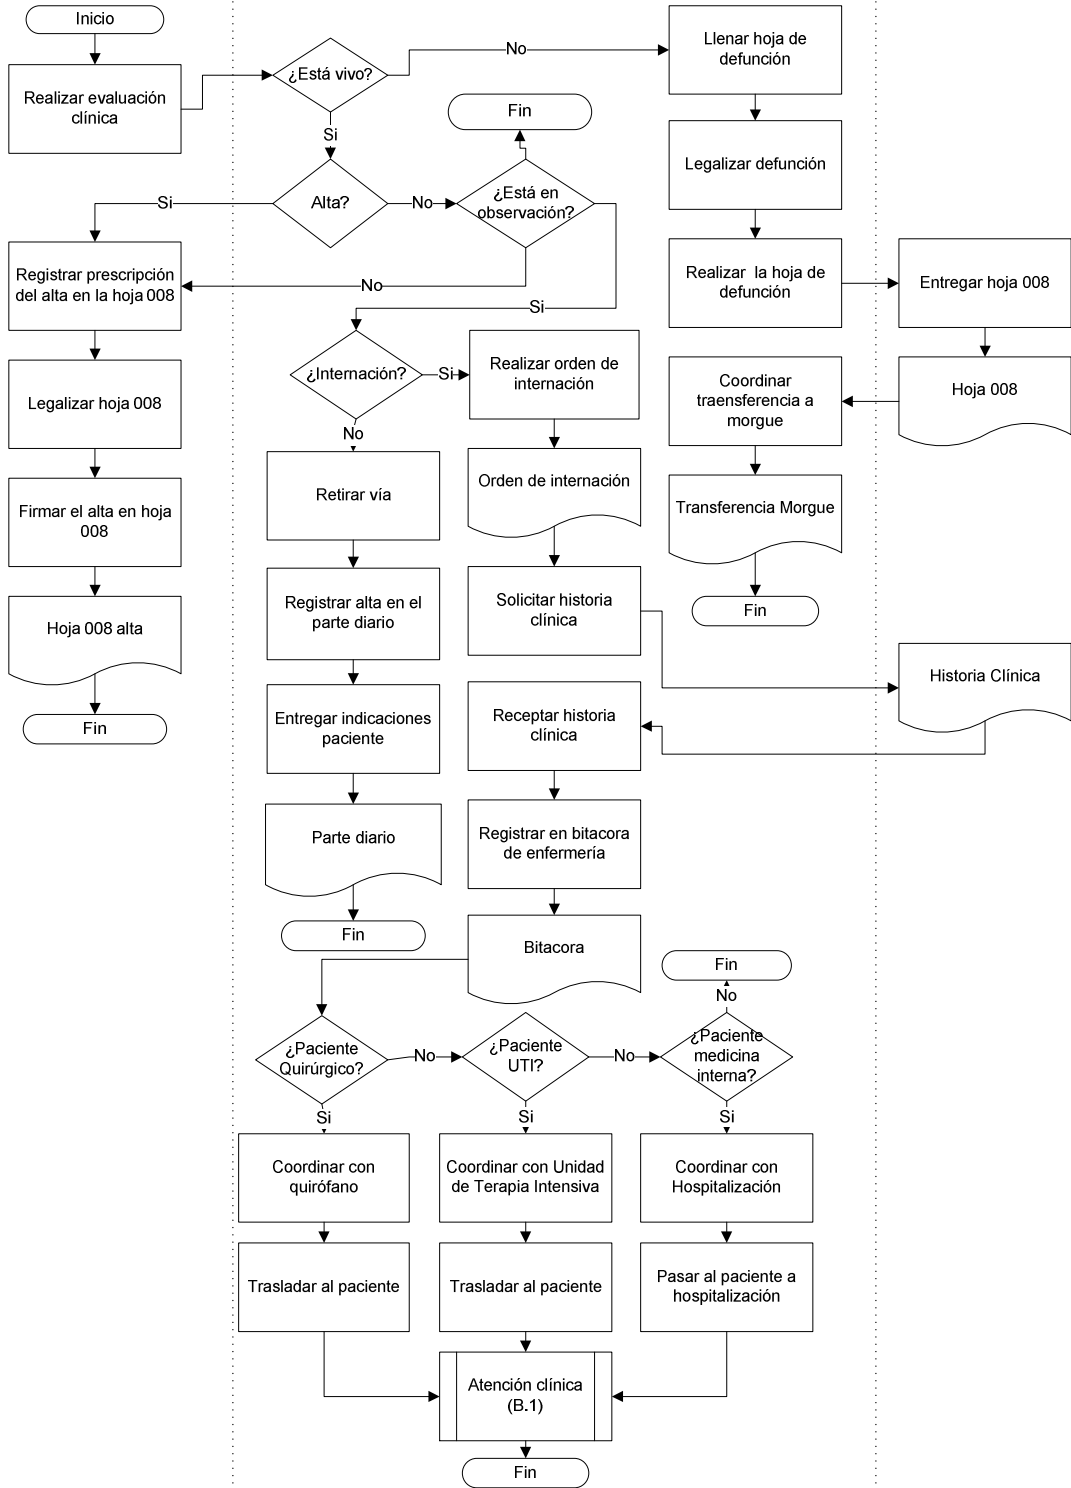 Inicio
Realizar evaluación
clínica
¿Está vivo?
No
Llenar hoja de
defunción
Si
Fin
Legalizar defunción
Alta?
No
¿Está en
observación?
Si
Registrar prescripción
del alta en la hoja 008
No
Si
Realizar la hoja de
defunción
Entregar hoja 008
Hoja 008
Coordinar
traensferencia a
morgue
Transferencia Morgue
Fin
Legalizar hoja 008
Firmar el alta en hoja
008
Hoja 008 alta
Fin
¿Internación?
Si
Realizar orden de
internación
No
Retirar vía
Registrar alta en el
parte diario
Entregar indicaciones
paciente
Parte diario
Fin
Orden de internación
Solicitar historia
clínica
Historia Clínica
Receptar historia
clínica
Registrar en bitacora
de enfermería
Bitacora
¿Paciente
Quirúrgico?
No
¿Paciente
UTI?
No
¿Paciente
medicina
interna?
No
Fin
Si
Si
Si
Coordinar con
quirófano
Coordinar con Unidad
de Terapia Intensiva
Coordinar con
Hospitalización
Trasladar al paciente
Trasladar al paciente
Pasar al paciente a
hospitalización
Atención clínica
(B.1)
Fin